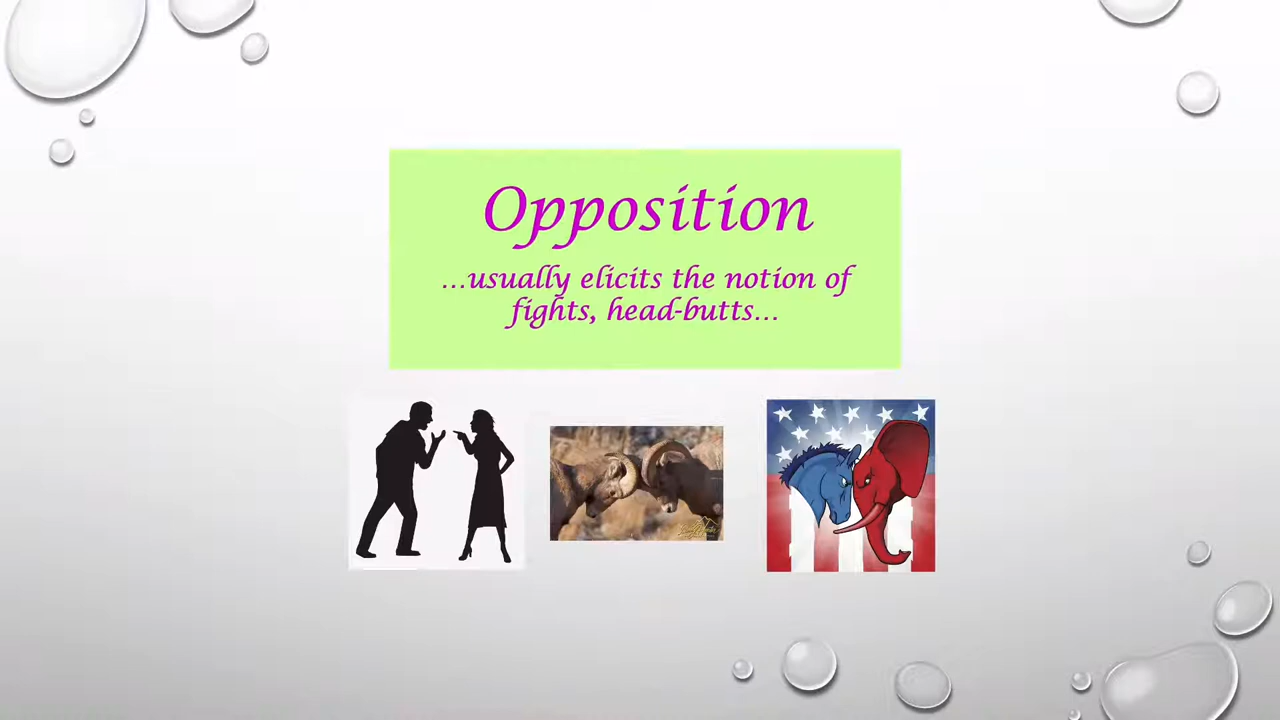 Opposition
...usually elicits the notion of
fights, head-butts...